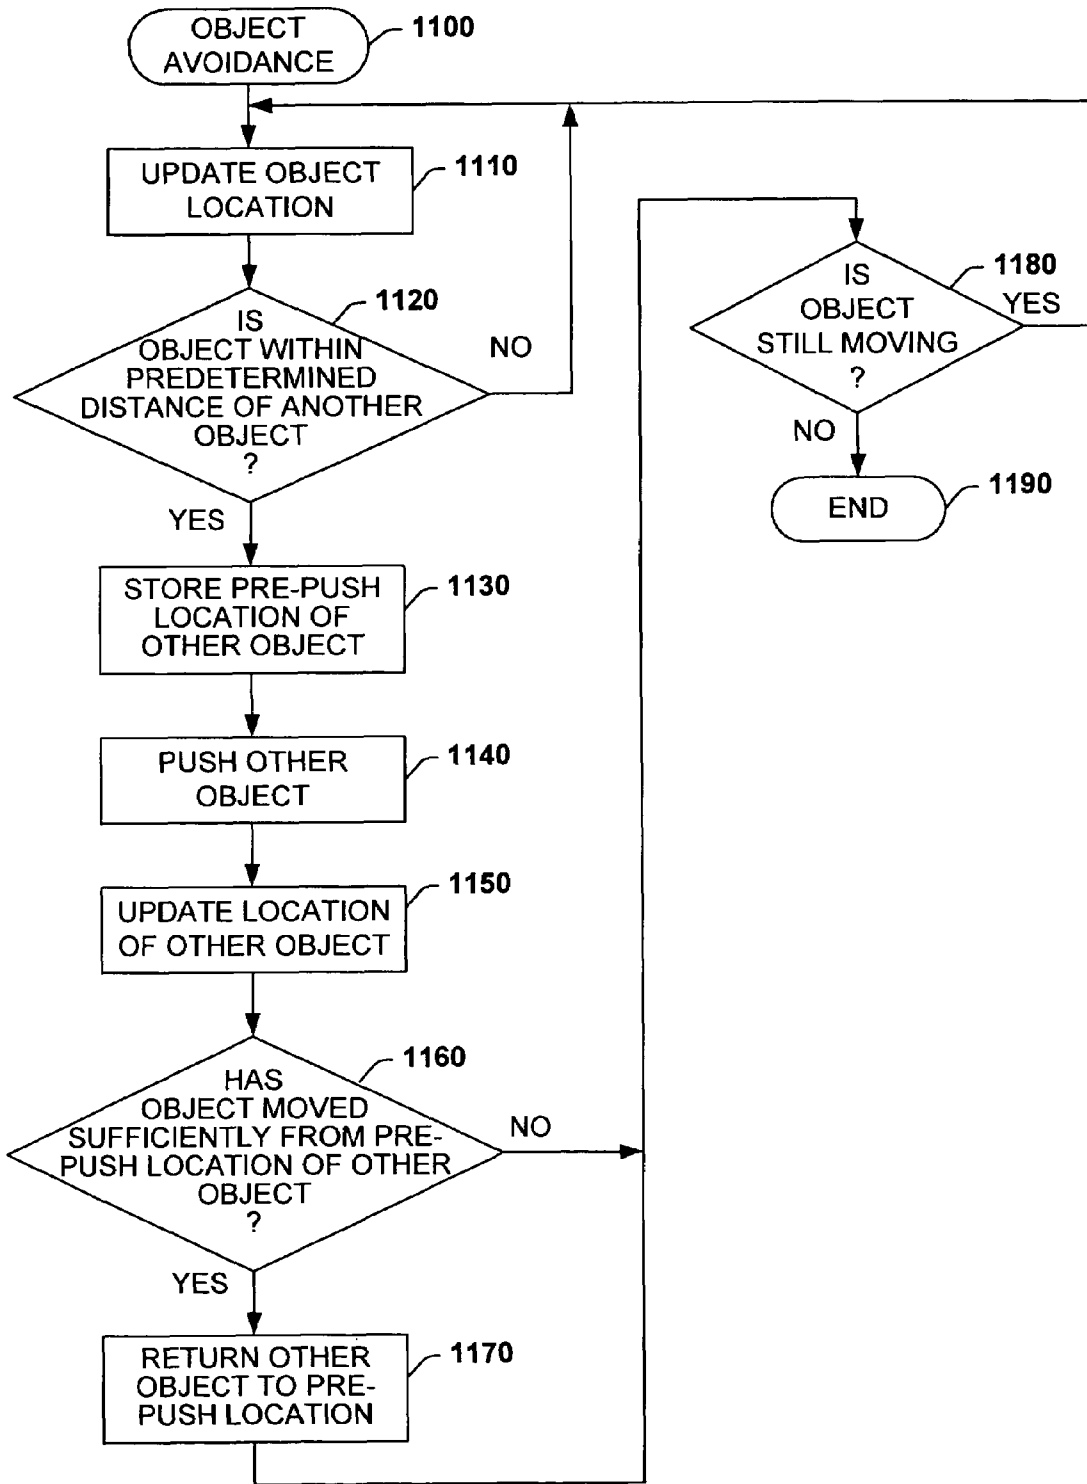 OBJECT
AVOIDANCE
1100
UPDATE OBJECT
LOCATION
1110
1120
IS
OBJECT WITHIN
PREDETERMINED
DISTANCE OF ANOTHER
OBJECT
?
NO
YES
STORE PRE-PUSH
LOCATION OF
OTHER OBJECT
1130
PUSH OTHER
OBJECT
1140
UPDATE LOCATION
OF OTHER OBJECT
1150
1160
HAS
OBJECT MOVED
SUFFICIENTLY FROM PRE-
PUSH LOCATION OF OTHER
OBJECT
?
NO
YES
RETURN OTHER
OBJECT TO PRE-
PUSH LOCATION
1170
1180
IS
OBJECT
STILL MOVING
?
YES
NO
END
1190